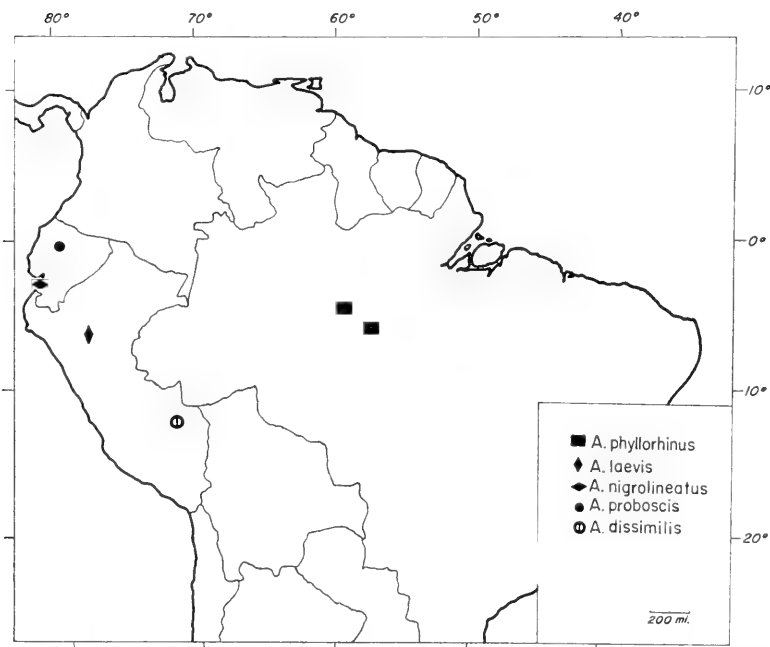 80° 70° 60° 50° 40°
10°
0°
10°
20°
A. phyllorhinus
A. laevis
A. nigrolineatus
A. proboscis
A. dissimilis
200 mi.